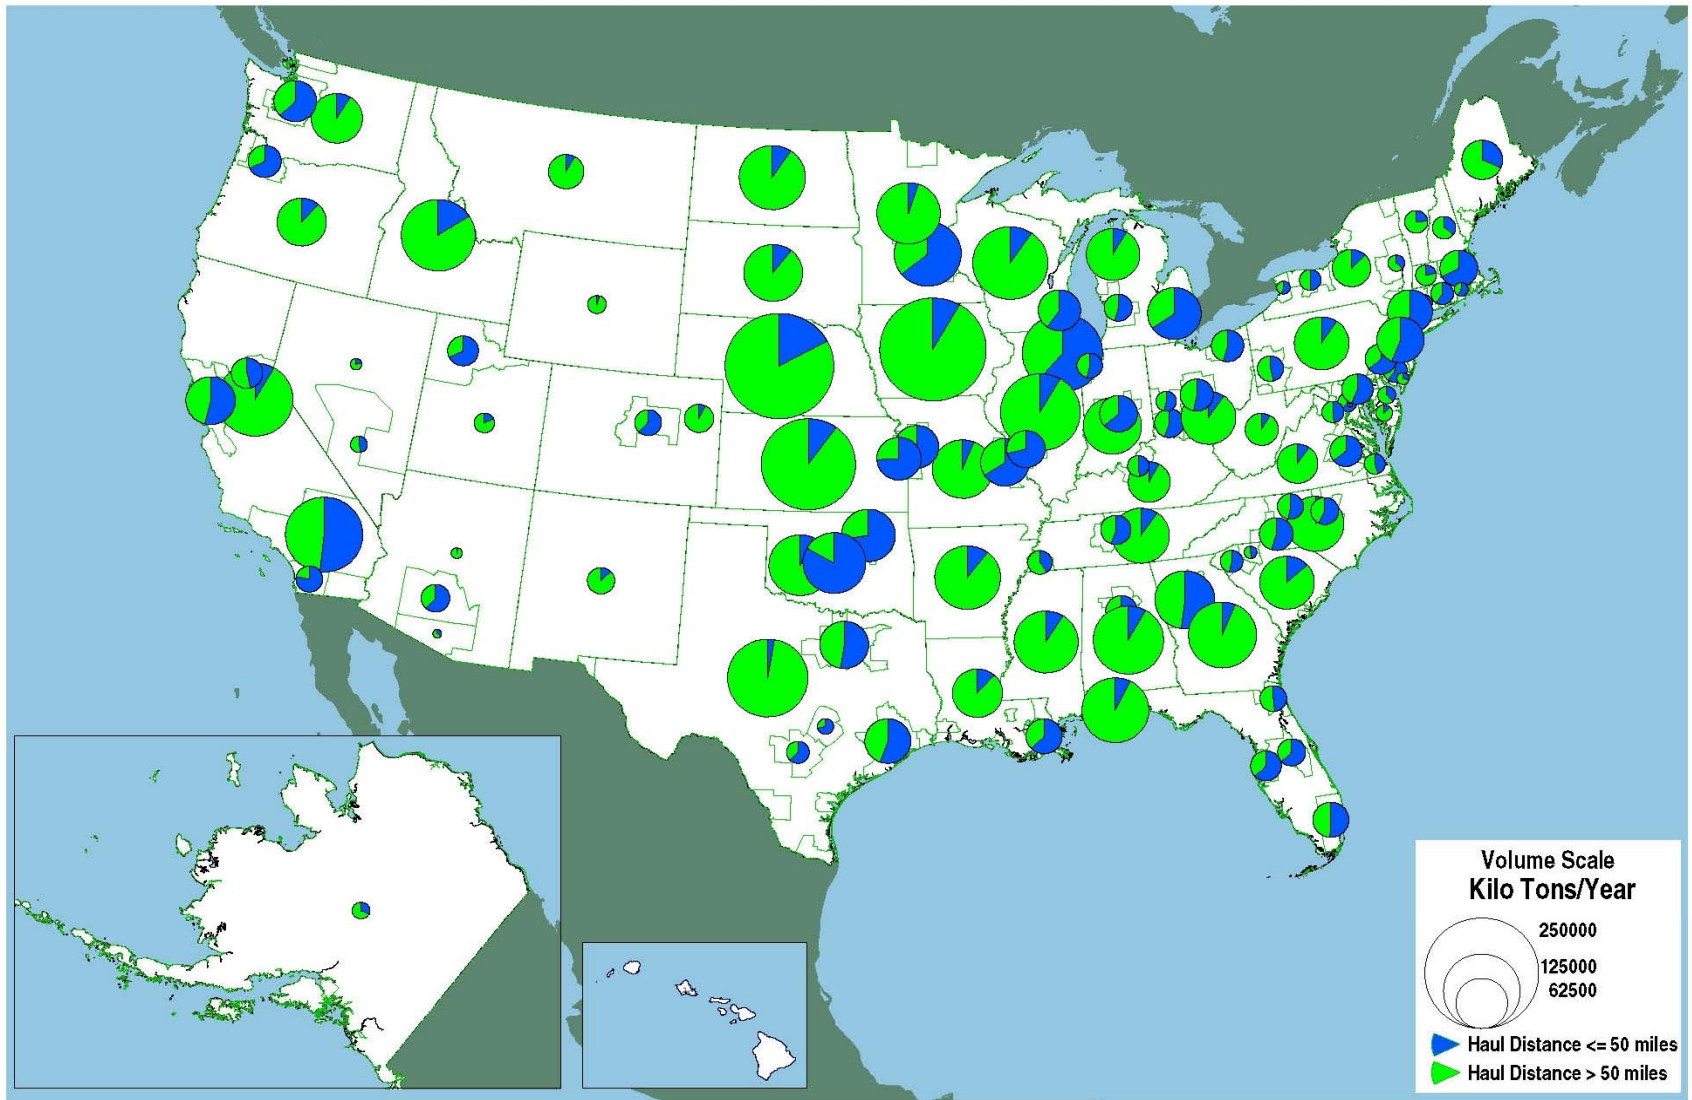 Volume Scale
Kilo Tons/Year
250000
125000
62500
Haul Distance <= 50 miles
Haul Distance > 50 miles